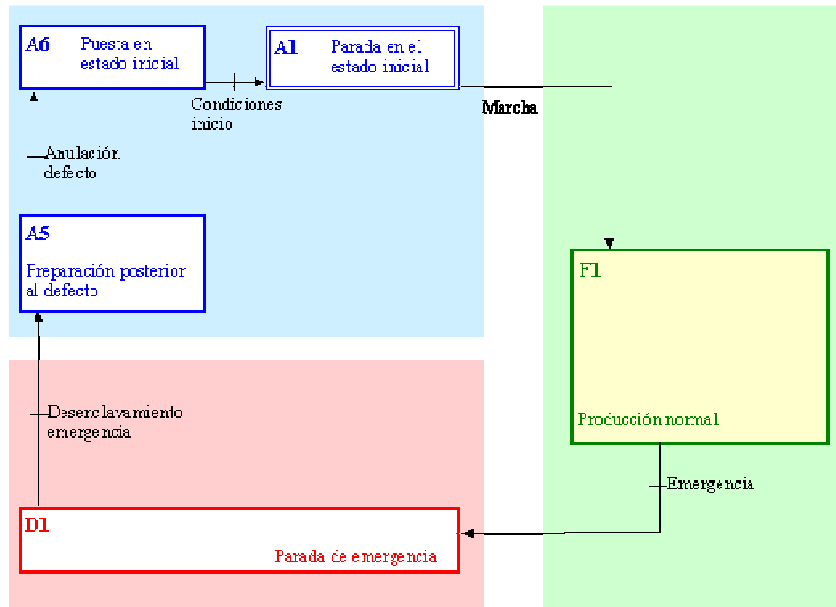 A6 Puesta en
estado inicial
A1 Parada en el
estado inicial
Condiciones
inicio
Marcha
Anulación
defecto
A5
Preparación posterior
al defecto
F1
Producción normal
Desenclavamiento
emergencia
Emergencia
D1
Parada de emergencia